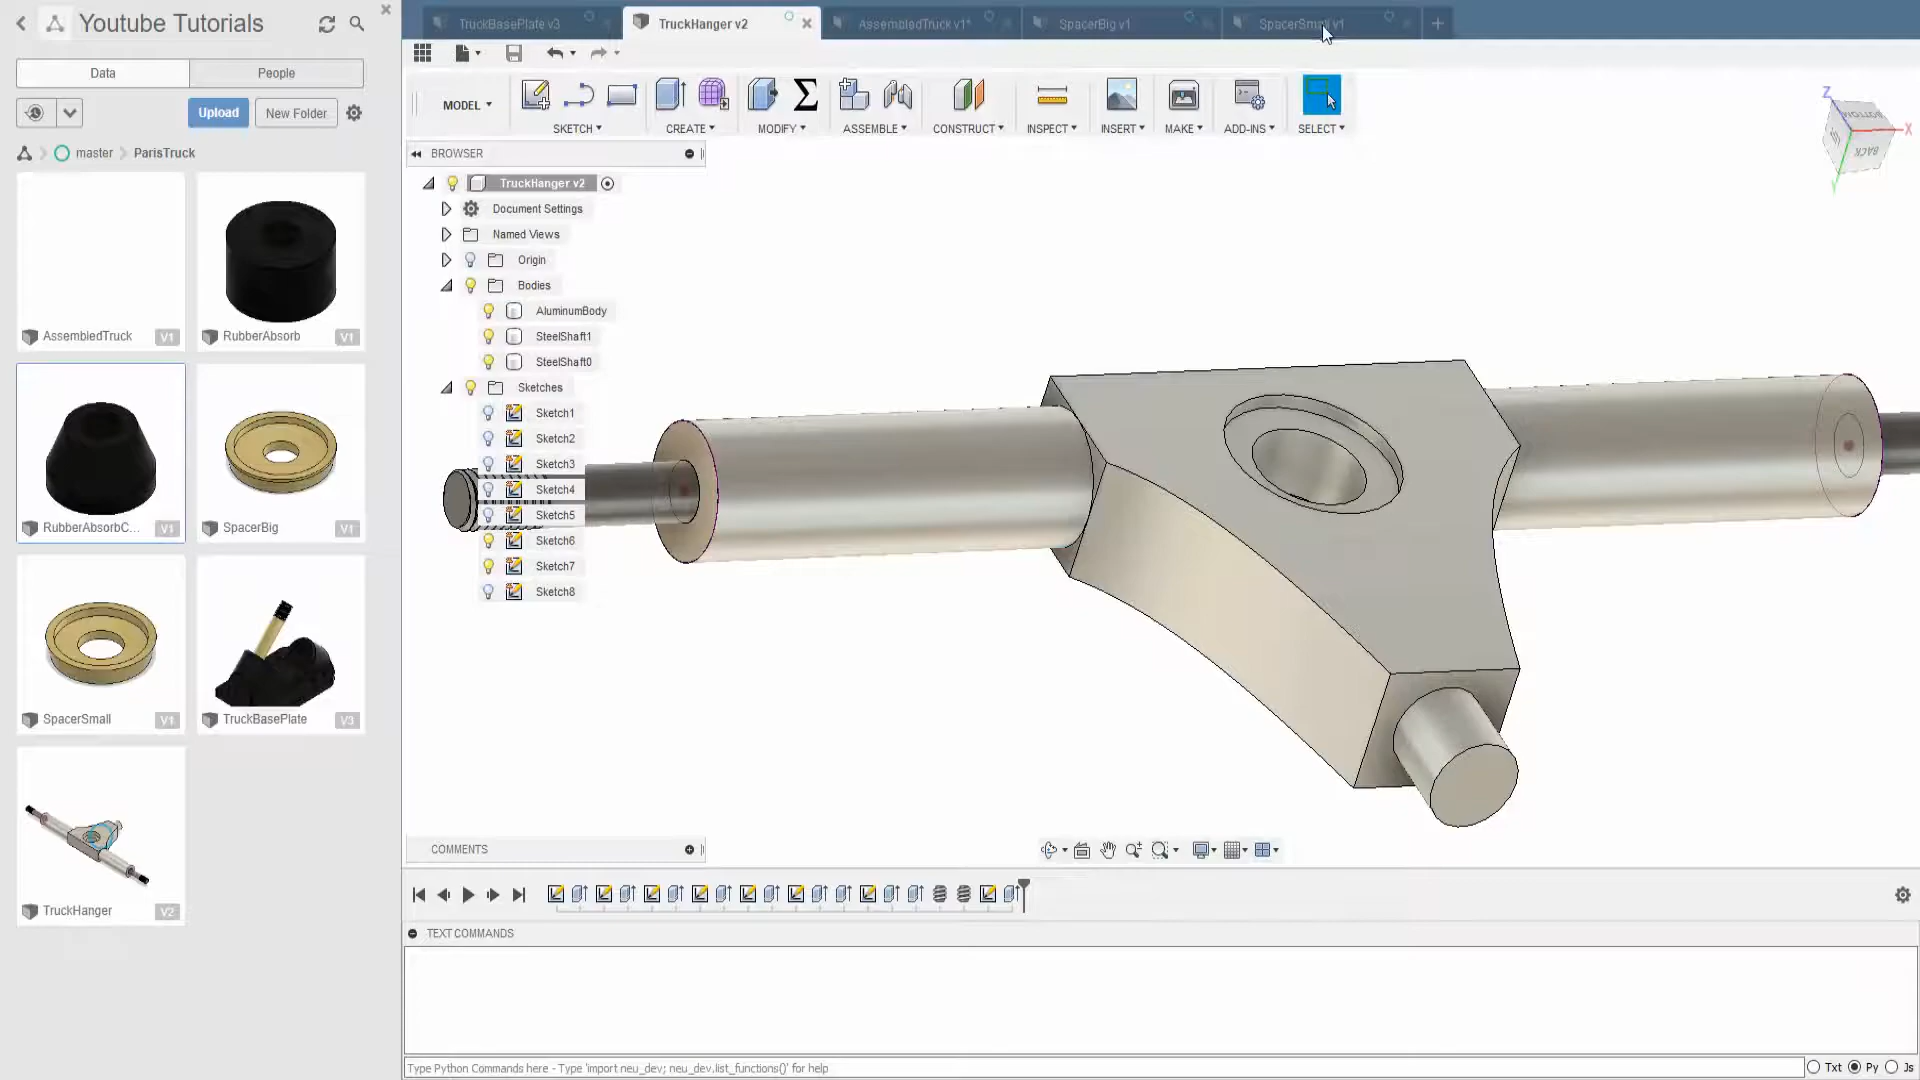 Youtube Tutorials
Data
People
Upload
New Folder
master
ParisTruck
AssembledTruck
V1
RubberAbsorb
V1
RubberAbsorbC...
V1
SpacerBig
V1
SpacerSmall
V1
TruckBasePlate
V3
TruckHanger
V2
TruckBasePlate v3
TruckHanger v2
AssembledTruck v1*
SpacerBig v1
SpacerSmall v1
MODEL
SKETCH
CREATE
MODIFY
ASSEMBLE
CONSTRUCT
INSPECT
INSERT
MAKE
ADD-INS
SELECT
BROWSER
TruckHanger v2
Document Settings
Named Views
Origin
Bodies
AluminumBody
SteelShaft1
SteelShaft0
Sketches
Sketch1
Sketch2
Sketch3
Sketch4
Sketch5
Sketch6
Sketch7
Sketch8
Z
X
Y
BOTTOM
BACK
COMMENTS
TEXT COMMANDS
Type Python Commands here - Type 'import neu_dev; neu_dev.list_functions()' for help
Txt
Py
Js